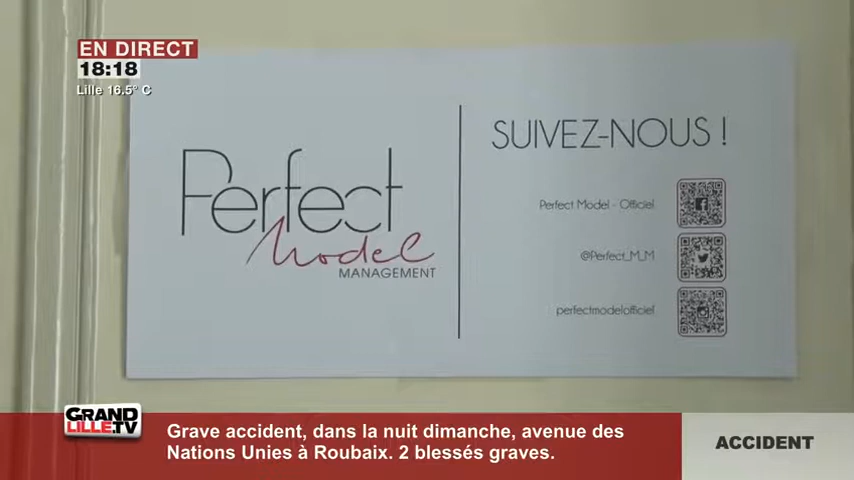 EN DIRECT
18:18
Lille 16.5° C
Perfect
Model
MANAGEMENT
SUIVEZ-NOUS !
Perfect Model - Officiel
@Perfect_M_M
perfectmodelofficiel
GRAND
LILLE.TV
Grave accident, dans la nuit dimanche, avenue des
Nations Unies à Roubaix. 2 blessés graves.
ACCIDENT